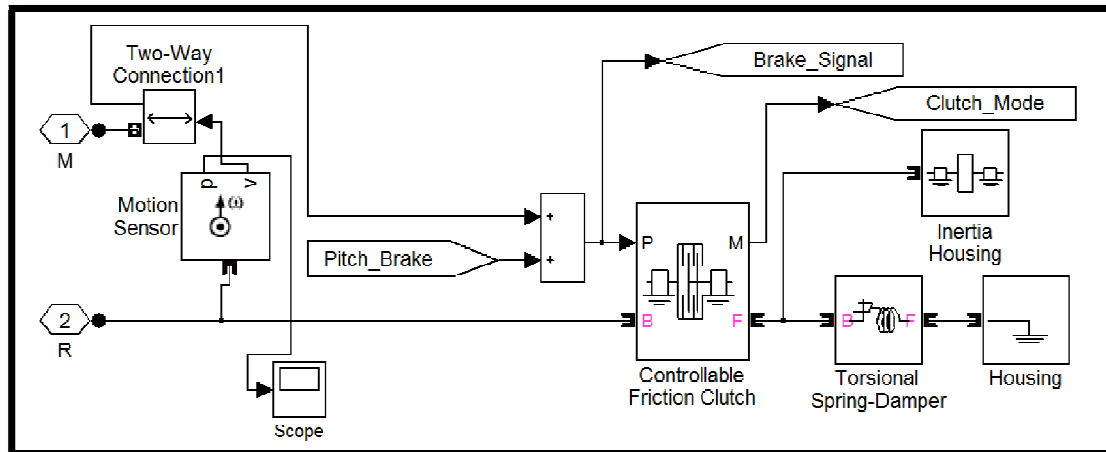 Two-Way
Connection1
Brake_Signal
Clutch_Mode
1
M
p
v
ω
Motion
Sensor
+
+
Pitch_Brake
P
M
Inertia
Housing
2
R
B
F
B
F
Controllable
Friction Clutch
Torsional
Spring-Damper
Housing
Scope